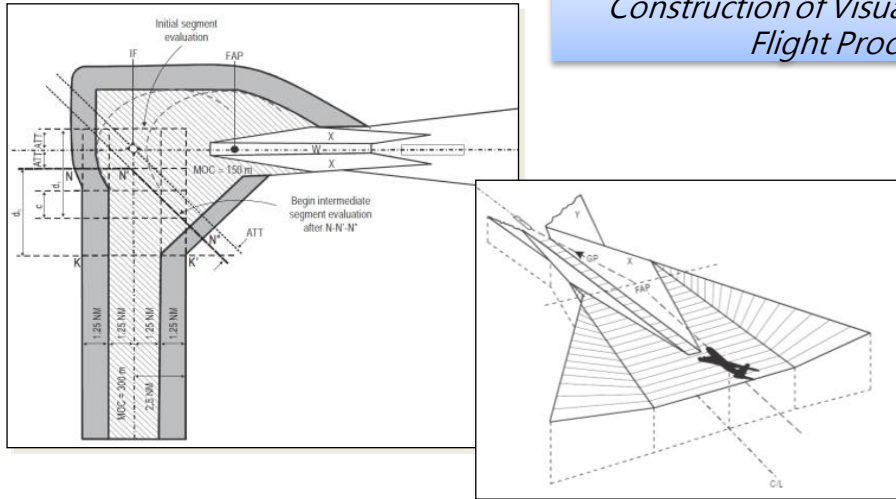 Construction of Visua
Flight Proc
Initial segment
evaluation
IF
FAP
X
W
X
ATT
ATT
MOC = 150 m
N
N'
d₁
c
Begin intermediate
segment evaluation
after N-N'-N"
ATT
N"
K
K'
1.25 NM
1.25 NM
1.25 NM
1.25 NM
MOC = 300 m
2.5 NM
Y
GP
X
FAP
C/L